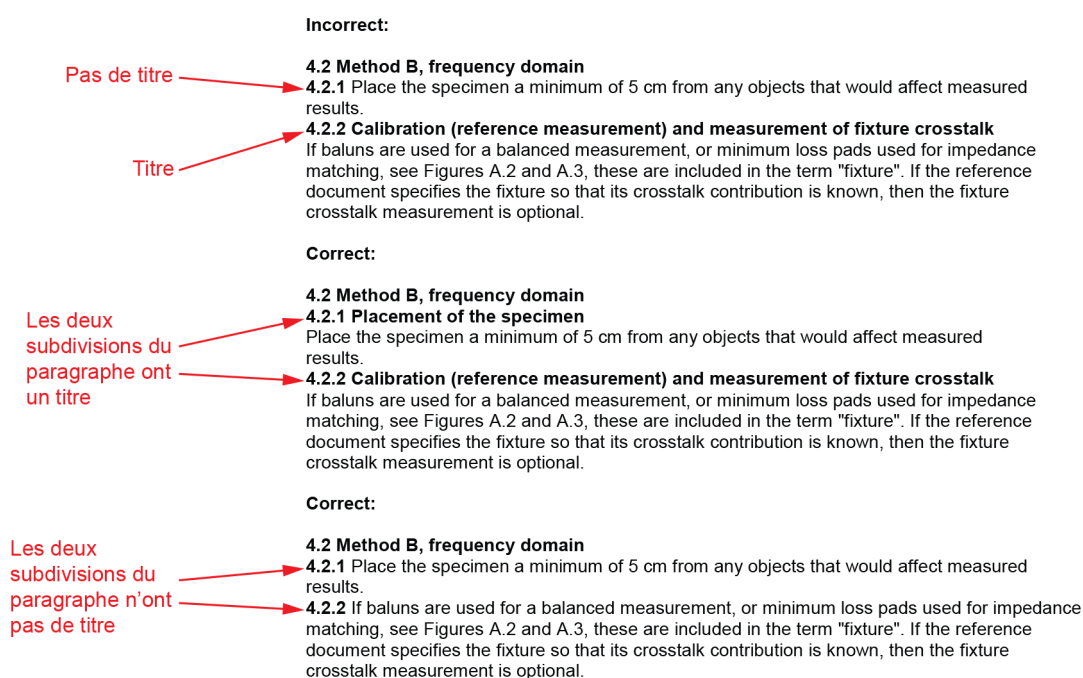 Incorrect:
4.2 Method B, frequency domain
Pas de titre
4.2.1 Place the specimen a minimum of 5 cm from any objects that would affect measured
results.
4.2.2 Calibration (reference measurement) and measurement of fixture crosstalk
Titre
If baluns are used for a balanced measurement, or minimum loss pads used for impedance
matching, see Figures A.2 and A.3, these are included in the term "fixture". If the reference
document specifies the fixture so that its crosstalk contribution is known, then the fixture
crosstalk measurement is optional.
Correct:
4.2 Method B, frequency domain
4.2.1 Placement of the specimen
Les deux
subdivisions du
paragraphe ont
un titre
Place the specimen a minimum of 5 cm from any objects that would affect measured
results.
4.2.2 Calibration (reference measurement) and measurement of fixture crosstalk
If baluns are used for a balanced measurement, or minimum loss pads used for impedance
matching, see Figures A.2 and A.3, these are included in the term "fixture". If the reference
document specifies the fixture so that its crosstalk contribution is known, then the fixture
crosstalk measurement is optional.
Correct:
4.2 Method B, frequency domain
Les deux
subdivisions du
paragraphe n’ont
pas de titre
4.2.1 Place the specimen a minimum of 5 cm from any objects that would affect measured
results.
4.2.2 If baluns are used for a balanced measurement, or minimum loss pads used for impedance
matching, see Figures A.2 and A.3, these are included in the term "fixture". If the reference
document specifies the fixture so that its crosstalk contribution is known, then the fixture
crosstalk measurement is optional.